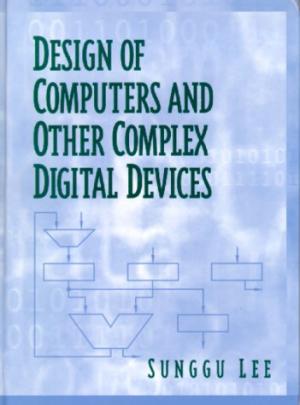 DESIGN OF
COMPUTERS AND
OTHER COMPLEX
DIGITAL DEVICES
SUNGGU LEE